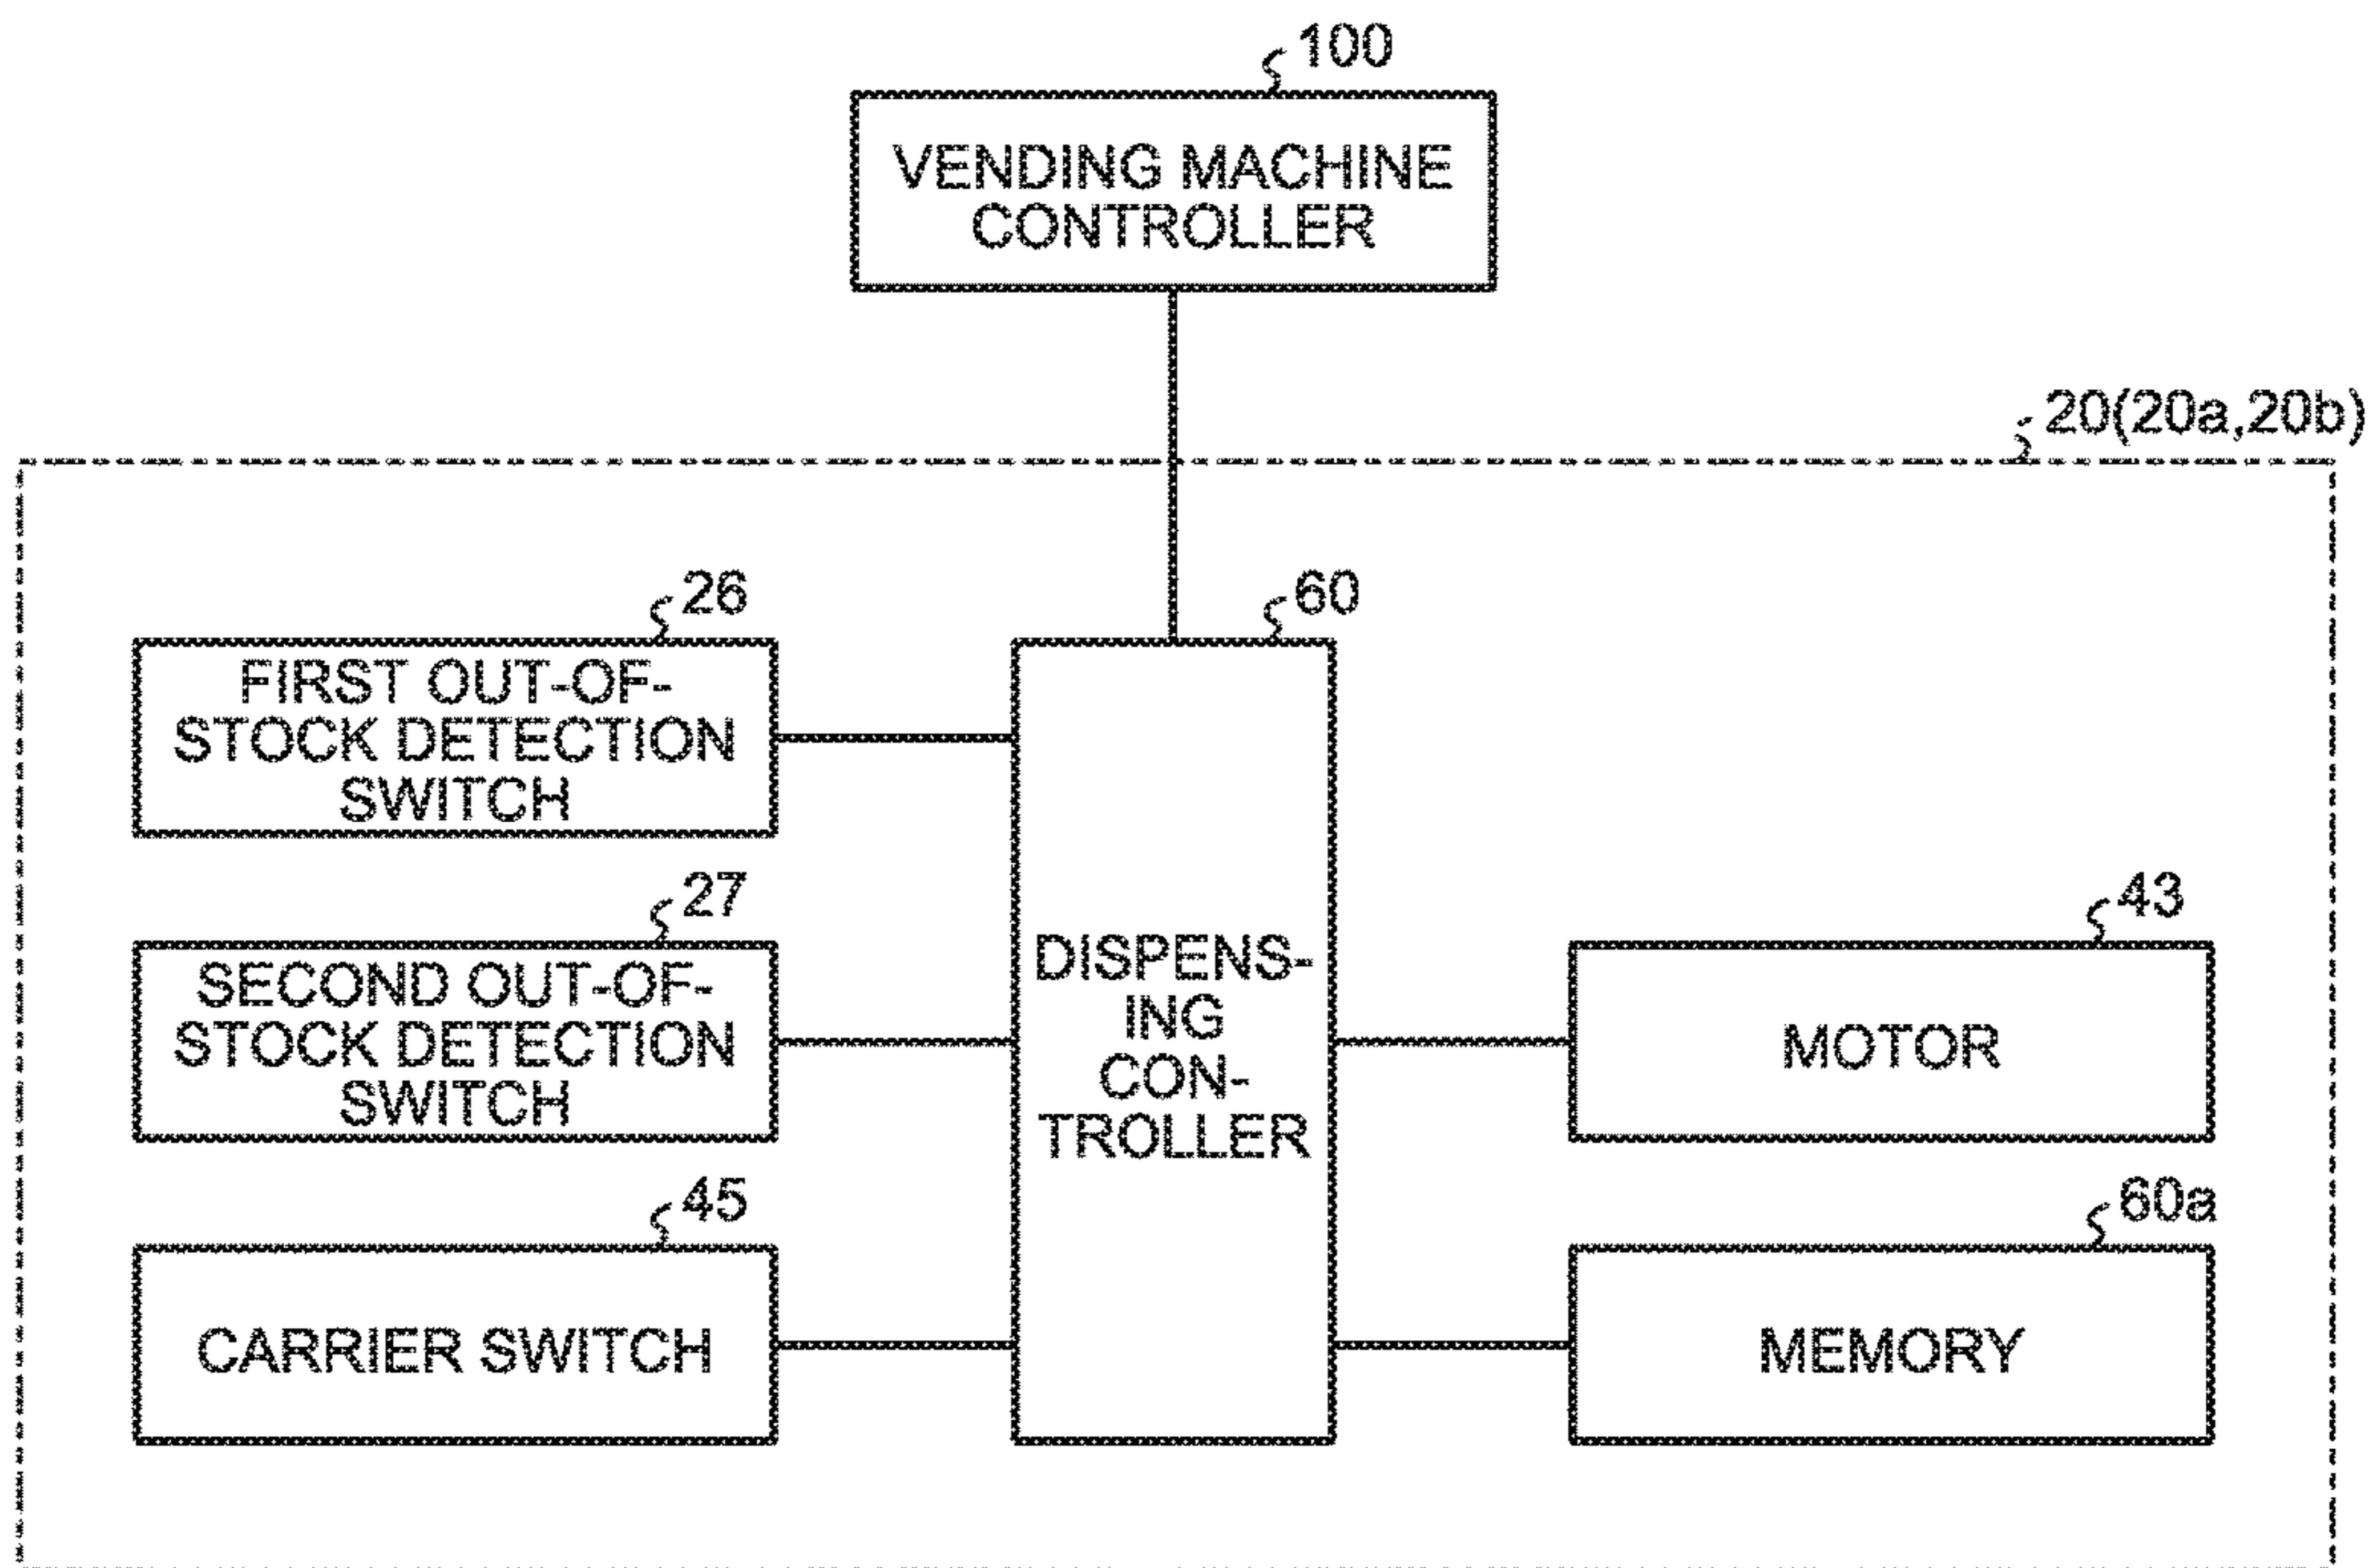 100
VENDING MACHINE
CONTROLLER
20(20a,20b)
26
FIRST OUT-OF-
STOCK DETECTION
SWITCH
60
DISPENS-
ING
CON-
TROLLER
27
SECOND OUT-OF-
STOCK DETECTION
SWITCH
43
MOTOR
45
CARRIER SWITCH
60a
MEMORY